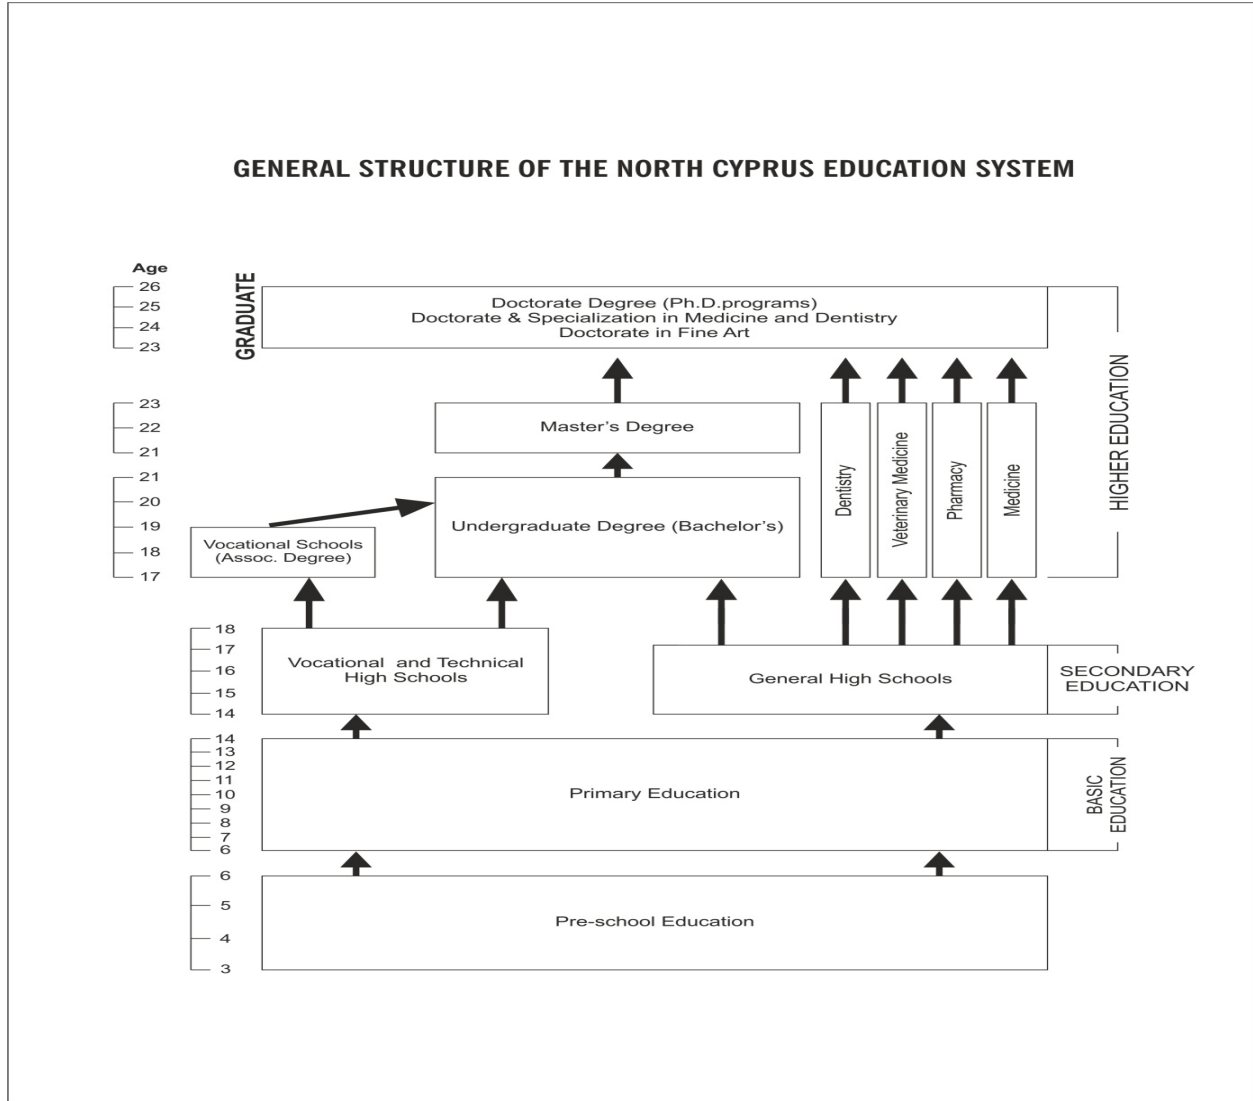 GENERAL STRUCTURE OF THE NORTH CYPRUS EDUCATION SYSTEM
Age
26
25
24
23
GRADUATE
Doctorate Degree (Ph.D.programs)
Doctorate & Specialization in Medicine and Dentistry
Doctorate in Fine Art
HIGHER EDUCATION
23
22
21
Master's Degree
Dentistry
Veterinary Medicine
Pharmacy
Medicine
21
20
19
18
17
Vocational Schools
(Assoc. Degree)
Undergraduate Degree (Bachelor's)
18
17
16
15
14
Vocational and Technical
High Schools
General High Schools
SECONDARY
EDUCATION
14
13
12
11
10
9
8
7
6
Primary Education
BASIC
EDUCATION
6
5
4
3
Pre-school Education